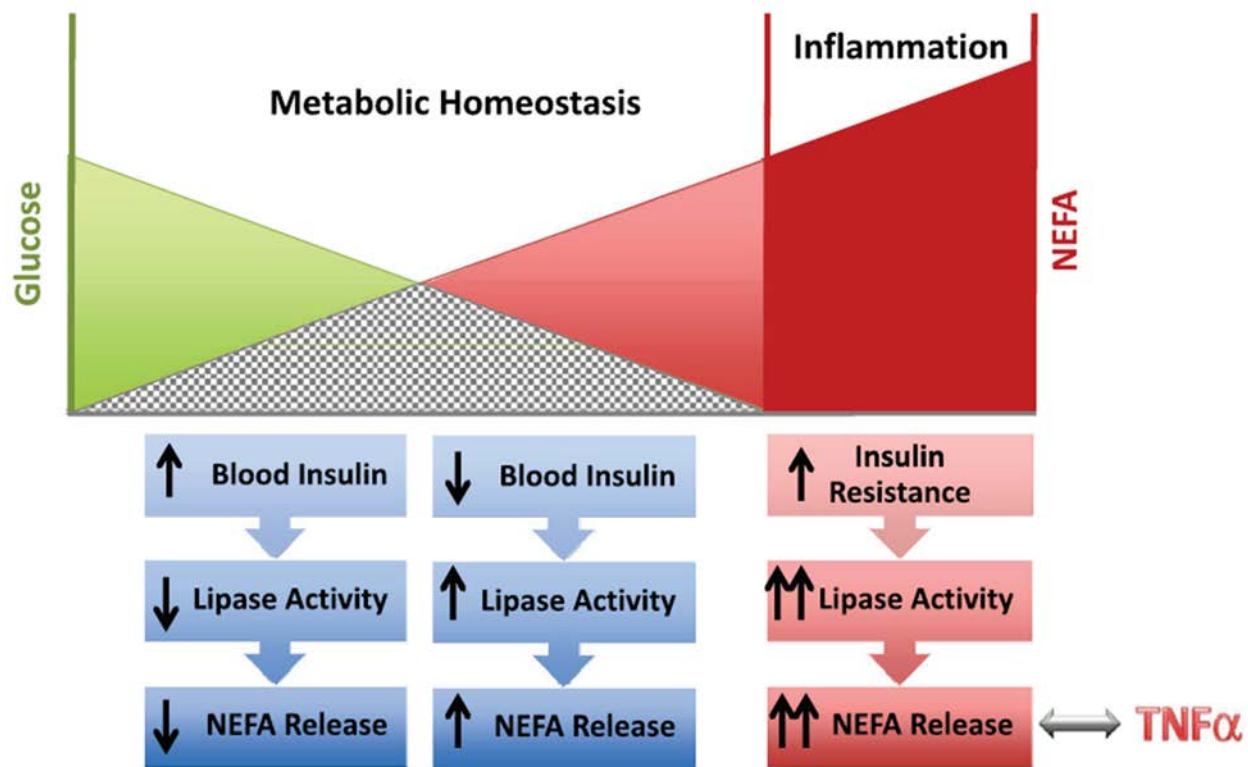 Inflammation
Metabolic Homeostasis
Glucose
NEFA
↑ Blood Insulin
↓ Blood Insulin
↑ Insulin
Resistance
↓ Lipase Activity
↑ Lipase Activity
↑↑ Lipase Activity
↓ NEFA Release
↑ NEFA Release
↑↑ NEFA Release
TNFα